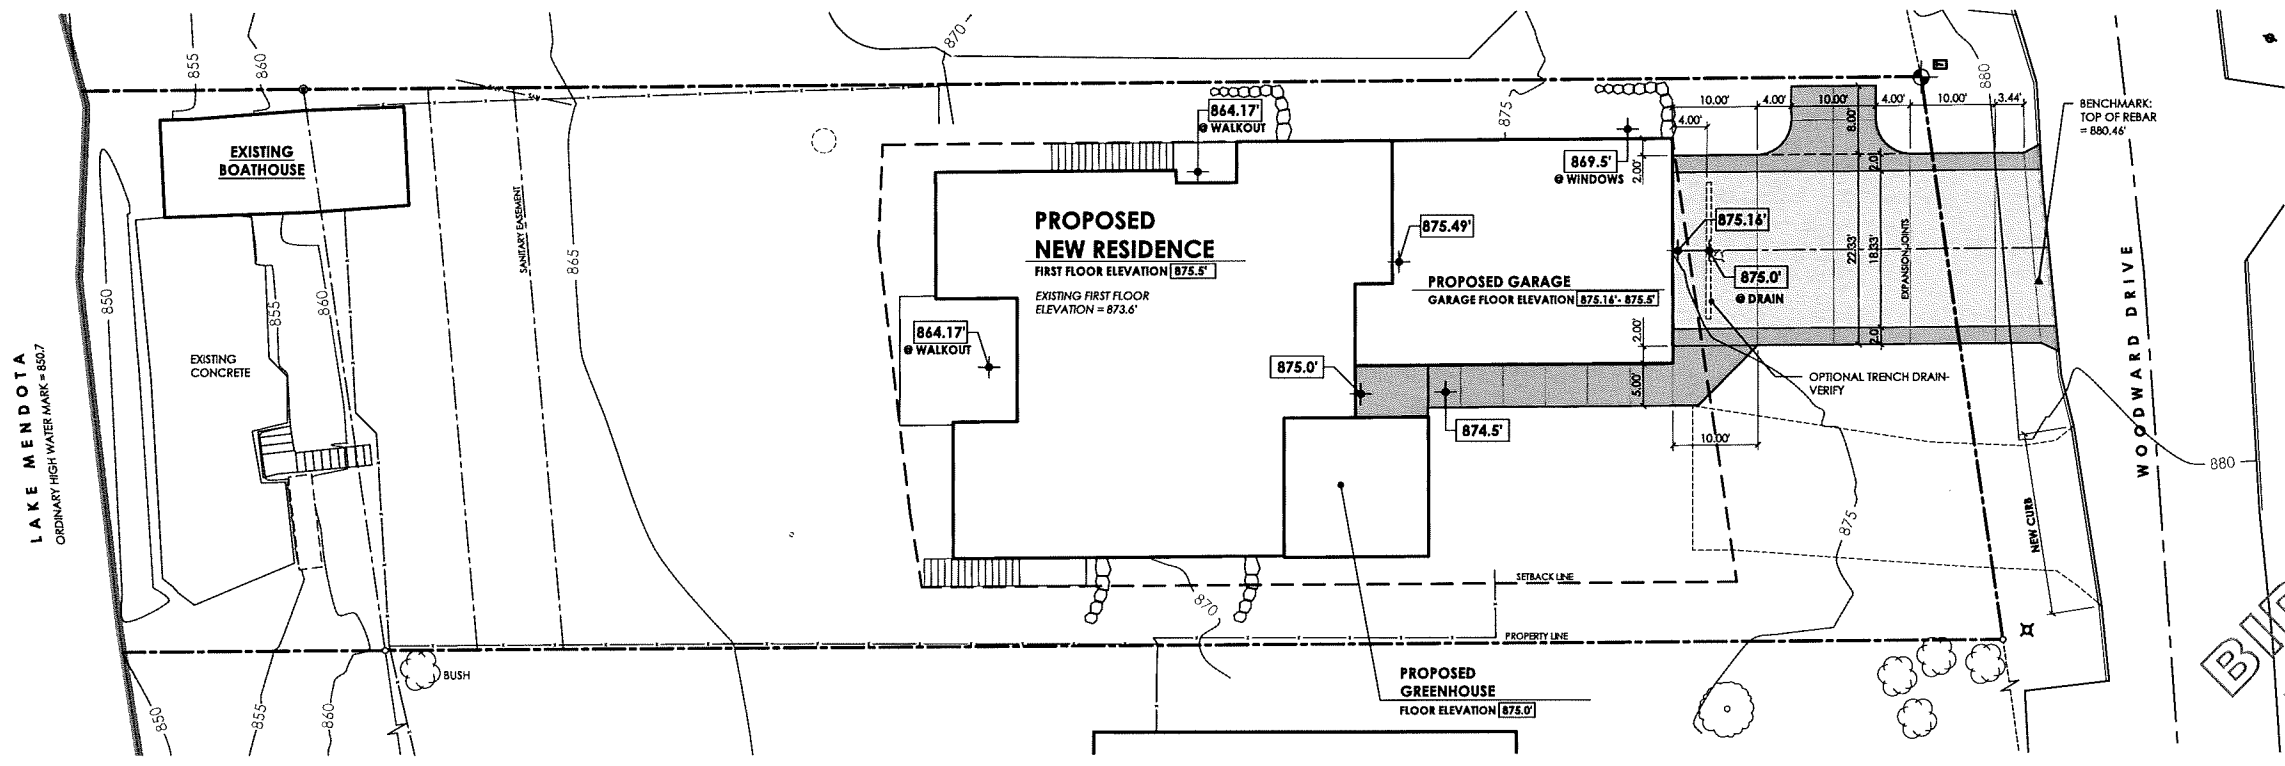 LAKE MENDOTA
ORDINARY HIGH WATER MARK = 850.7
855
860
870
875
880
EXISTING
BOATHOUSE
864.17'
@ WALKOUT
10.00'
4.00'
10.00'
4.00'
10.00'
3.44'
4.00'
8.00'
BENCHMARK:
TOP OF REBAR
= 880.46'
869.5'
@ WINDOWS
2.00'
2.0
SANITARY EASEMENT
850
855
860
865
PROPOSED
NEW RESIDENCE
FIRST FLOOR ELEVATION 875.5'
EXISTING FIRST FLOOR
ELEVATION = 873.6'
875.49'
875.16'
875.0'
@ DRAIN
22.33'
18.33'
EXPANSION JOINTS
PROPOSED GARAGE
GARAGE FLOOR ELEVATION 875.16'- 875.5'
WOODWARD DRIVE
864.17'
@ WALKOUT
EXISTING
CONCRETE
2.00'
2.0
875.0'
5.00'
OPTIONAL TRENCH DRAIN-
VERIFY
874.5'
10.00'
880
875
NEW CURB
SETBACK LINE
870
PROPERTY LINE
BUSH
PROPOSED
GREENHOUSE
FLOOR ELEVATION 875.0'
850
855
860